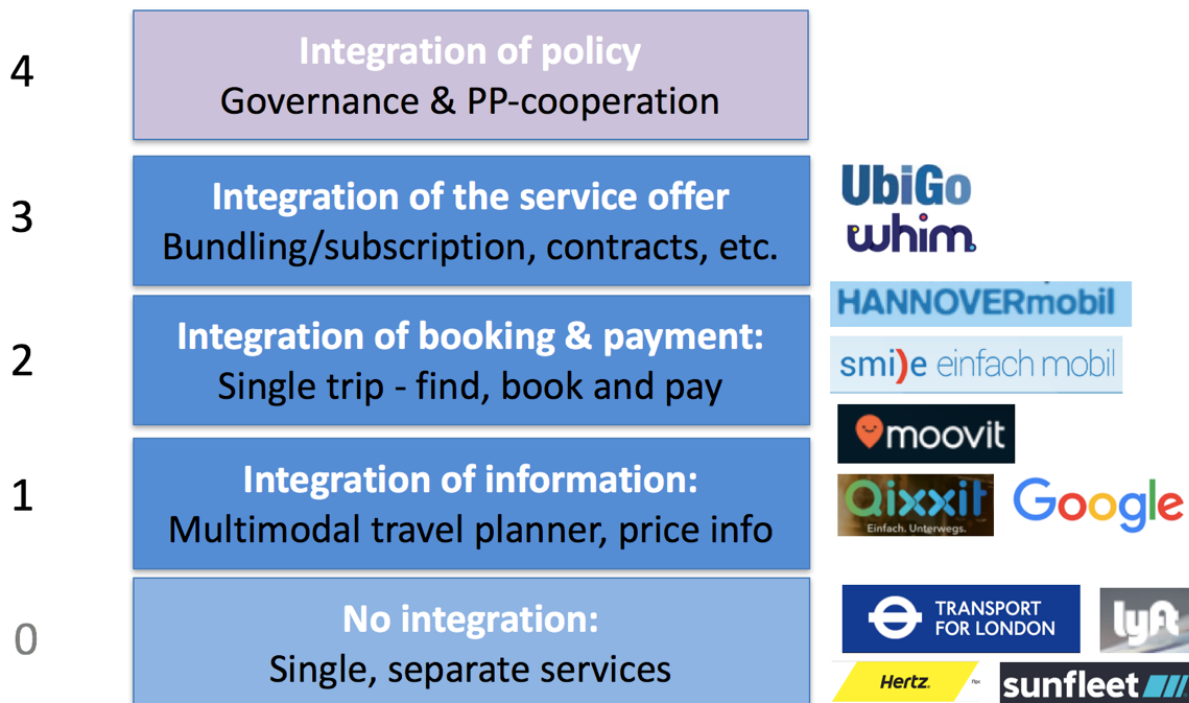 4
Integration of policy
Governance & PP-cooperation
3
Integration of the service offer
Bundling/subscription, contracts, etc.
UbiGo
whim
2
Integration of booking & payment:
Single trip - find, book and pay
HANNOVERmobil
smi)e einfach mobil
moovit
1
Integration of information:
Multimodal travel planner, price info
Qixxit
Einfach. Unterwegs.
Google
0
No integration:
Single, separate services
TRANSPORT
FOR LONDON
lyft
Hertz.
sunfleet